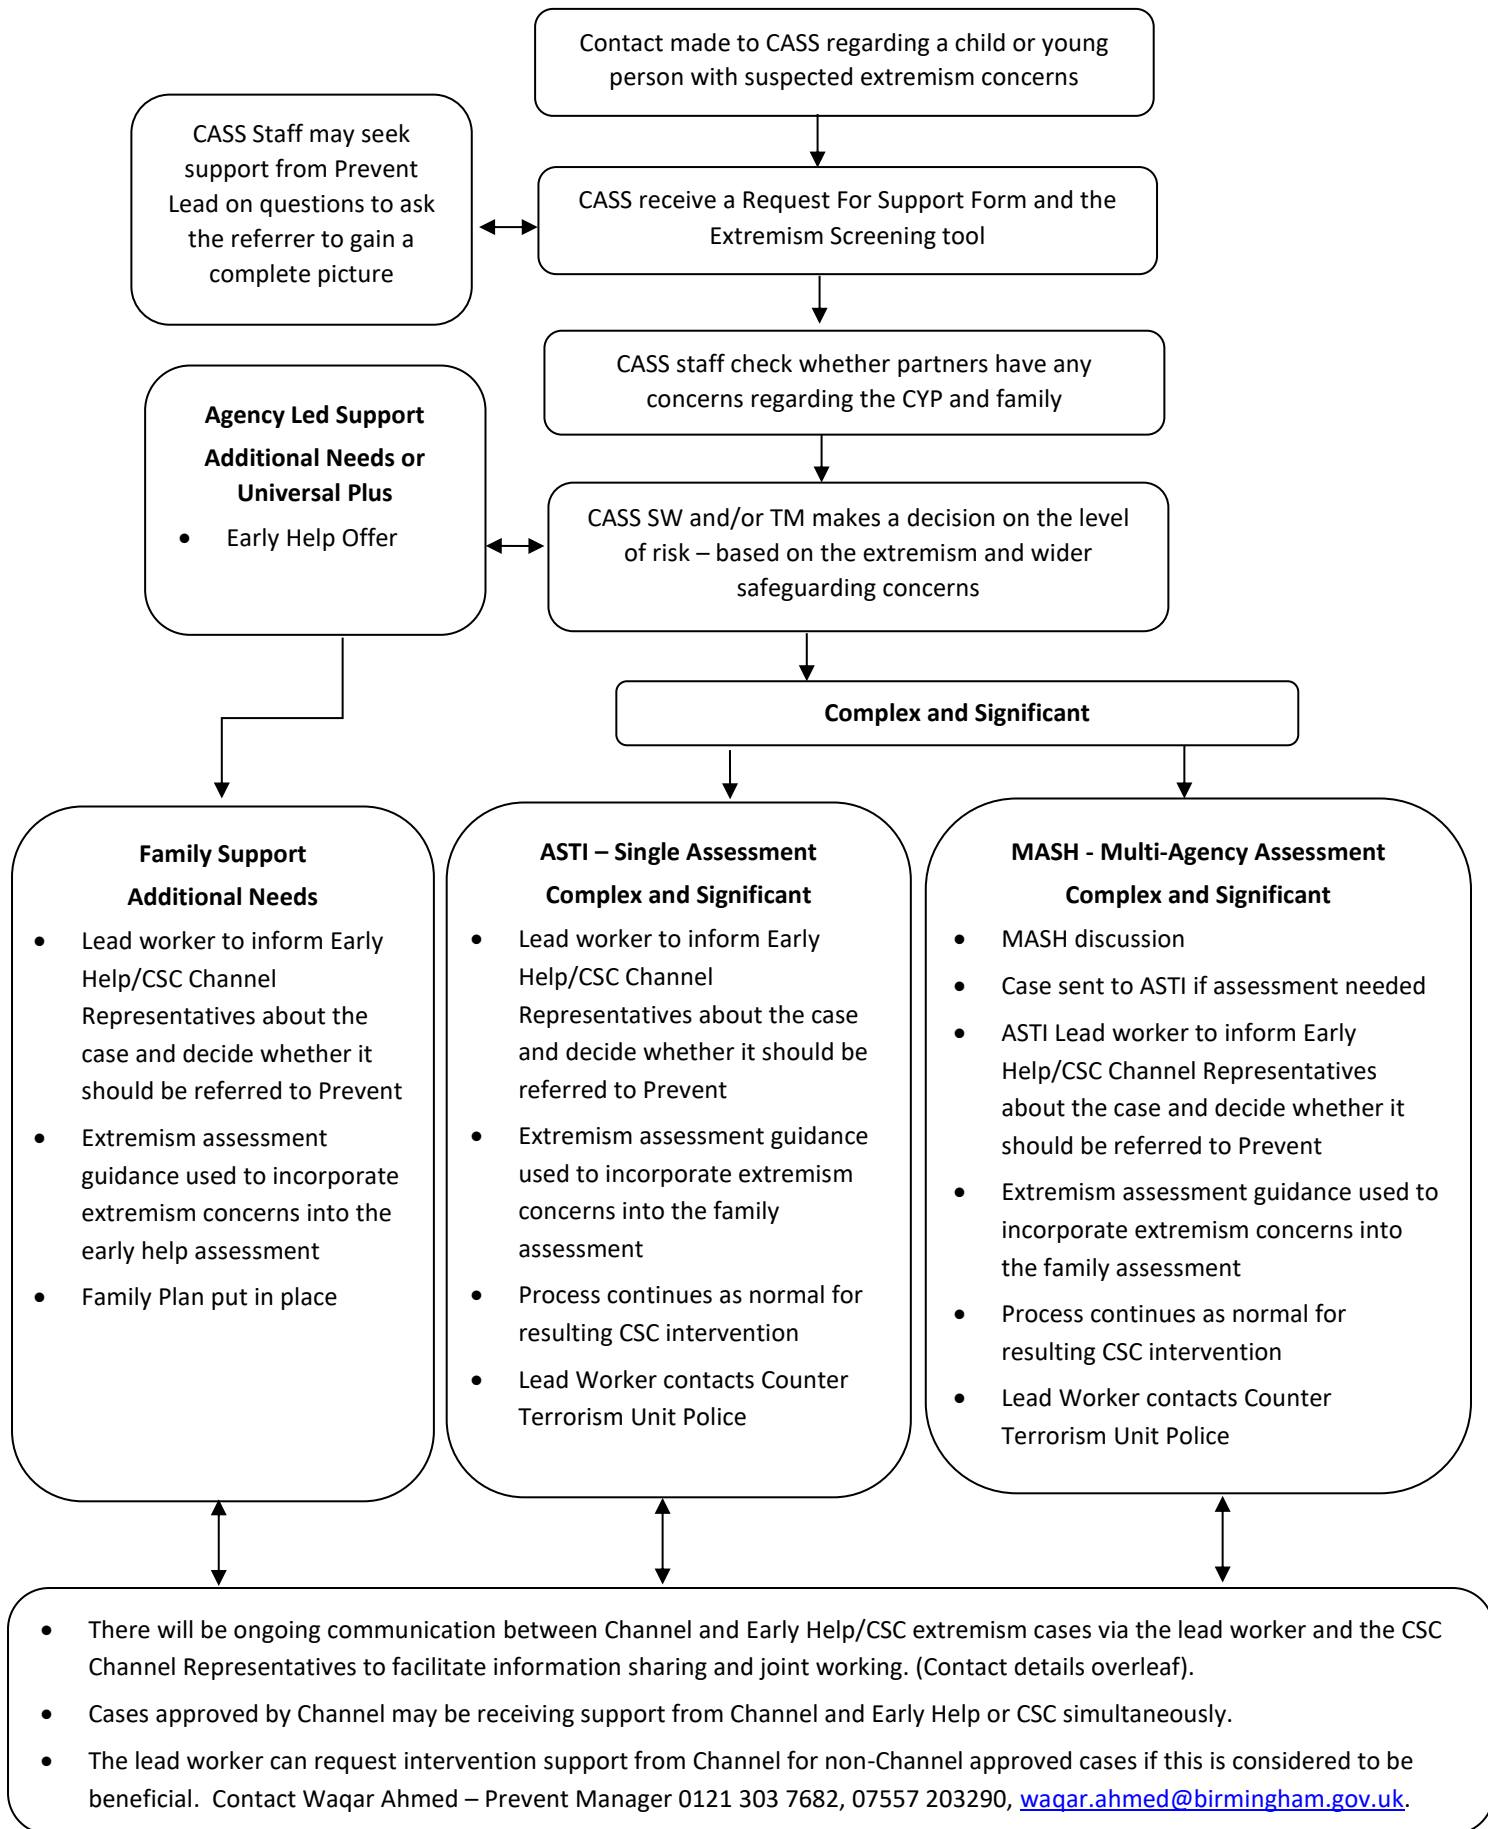 Contact made to CASS regarding a child or young
person with suspected extremism concerns
CASS Staff may seek
support from Prevent
Lead on questions to ask
the referrer to gain a
complete picture
CASS receive a Request For Support Form and the
Extremism Screening tool
CASS staff check whether partners have any
concerns regarding the CYP and family
Agency Led Support
Additional Needs or
Universal Plus
• Early Help Offer
CASS SW and/or TM makes a decision on the level
of risk – based on the extremism and wider
safeguarding concerns
Complex and Significant
Family Support
Additional Needs
• Lead worker to inform Early
Help/CSC Channel
Representatives about the
case and decide whether it
should be referred to Prevent
• Extremism assessment
guidance used to incorporate
extremism concerns into the
early help assessment
• Family Plan put in place
ASTI – Single Assessment
Complex and Significant
• Lead worker to inform Early
Help/CSC Channel
Representatives about the case
and decide whether it should be
referred to Prevent
• Extremism assessment guidance
used to incorporate extremism
concerns into the family
assessment
• Process continues as normal for
resulting CSC intervention
• Lead Worker contacts Counter
Terrorism Unit Police
MASH - Multi-Agency Assessment
Complex and Significant
• MASH discussion
• Case sent to ASTI if assessment needed
• ASTI Lead worker to inform Early
Help/CSC Channel Representatives
about the case and decide whether it
should be referred to Prevent
• Extremism assessment guidance used to
incorporate extremism concerns into
the family assessment
• Process continues as normal for
resulting CSC intervention
• Lead Worker contacts Counter
Terrorism Unit Police
• There will be ongoing communication between Channel and Early Help/CSC extremism cases via the lead worker and the CSC
Channel Representatives to facilitate information sharing and joint working. (Contact details overleaf).
• Cases approved by Channel may be receiving support from Channel and Early Help or CSC simultaneously.
• The lead worker can request intervention support from Channel for non-Channel approved cases if this is considered to be
beneficial.  Contact Waqar Ahmed – Prevent Manager 0121 303 7682, 07557 203290, waqar.ahmed@birmingham.gov.uk.